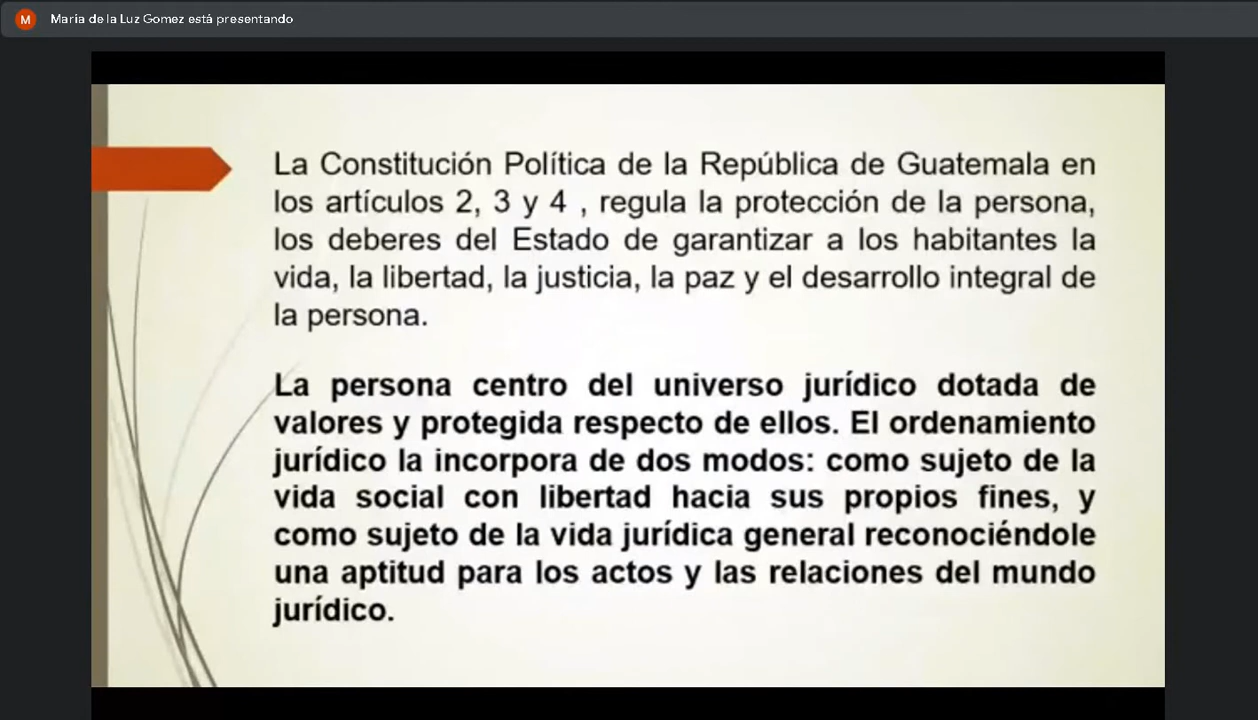 M
Maria de la Luz Gomez está presentando
La Constitución Política de la República de Guatemala en
los artículos 2, 3 y 4 , regula la protección de la persona,
los deberes del Estado de garantizar a los habitantes la
vida, la libertad, la justicia, la paz y el desarrollo integral de
la persona.
La persona centro del universo jurídico dotada de
valores y protegida respecto de ellos. El ordenamiento
jurídico la incorpora de dos modos: como sujeto de la
vida social con libertad hacia sus propios fines, y
como sujeto de la vida jurídica general reconociéndole
una aptitud para los actos y las relaciones del mundo
jurídico.